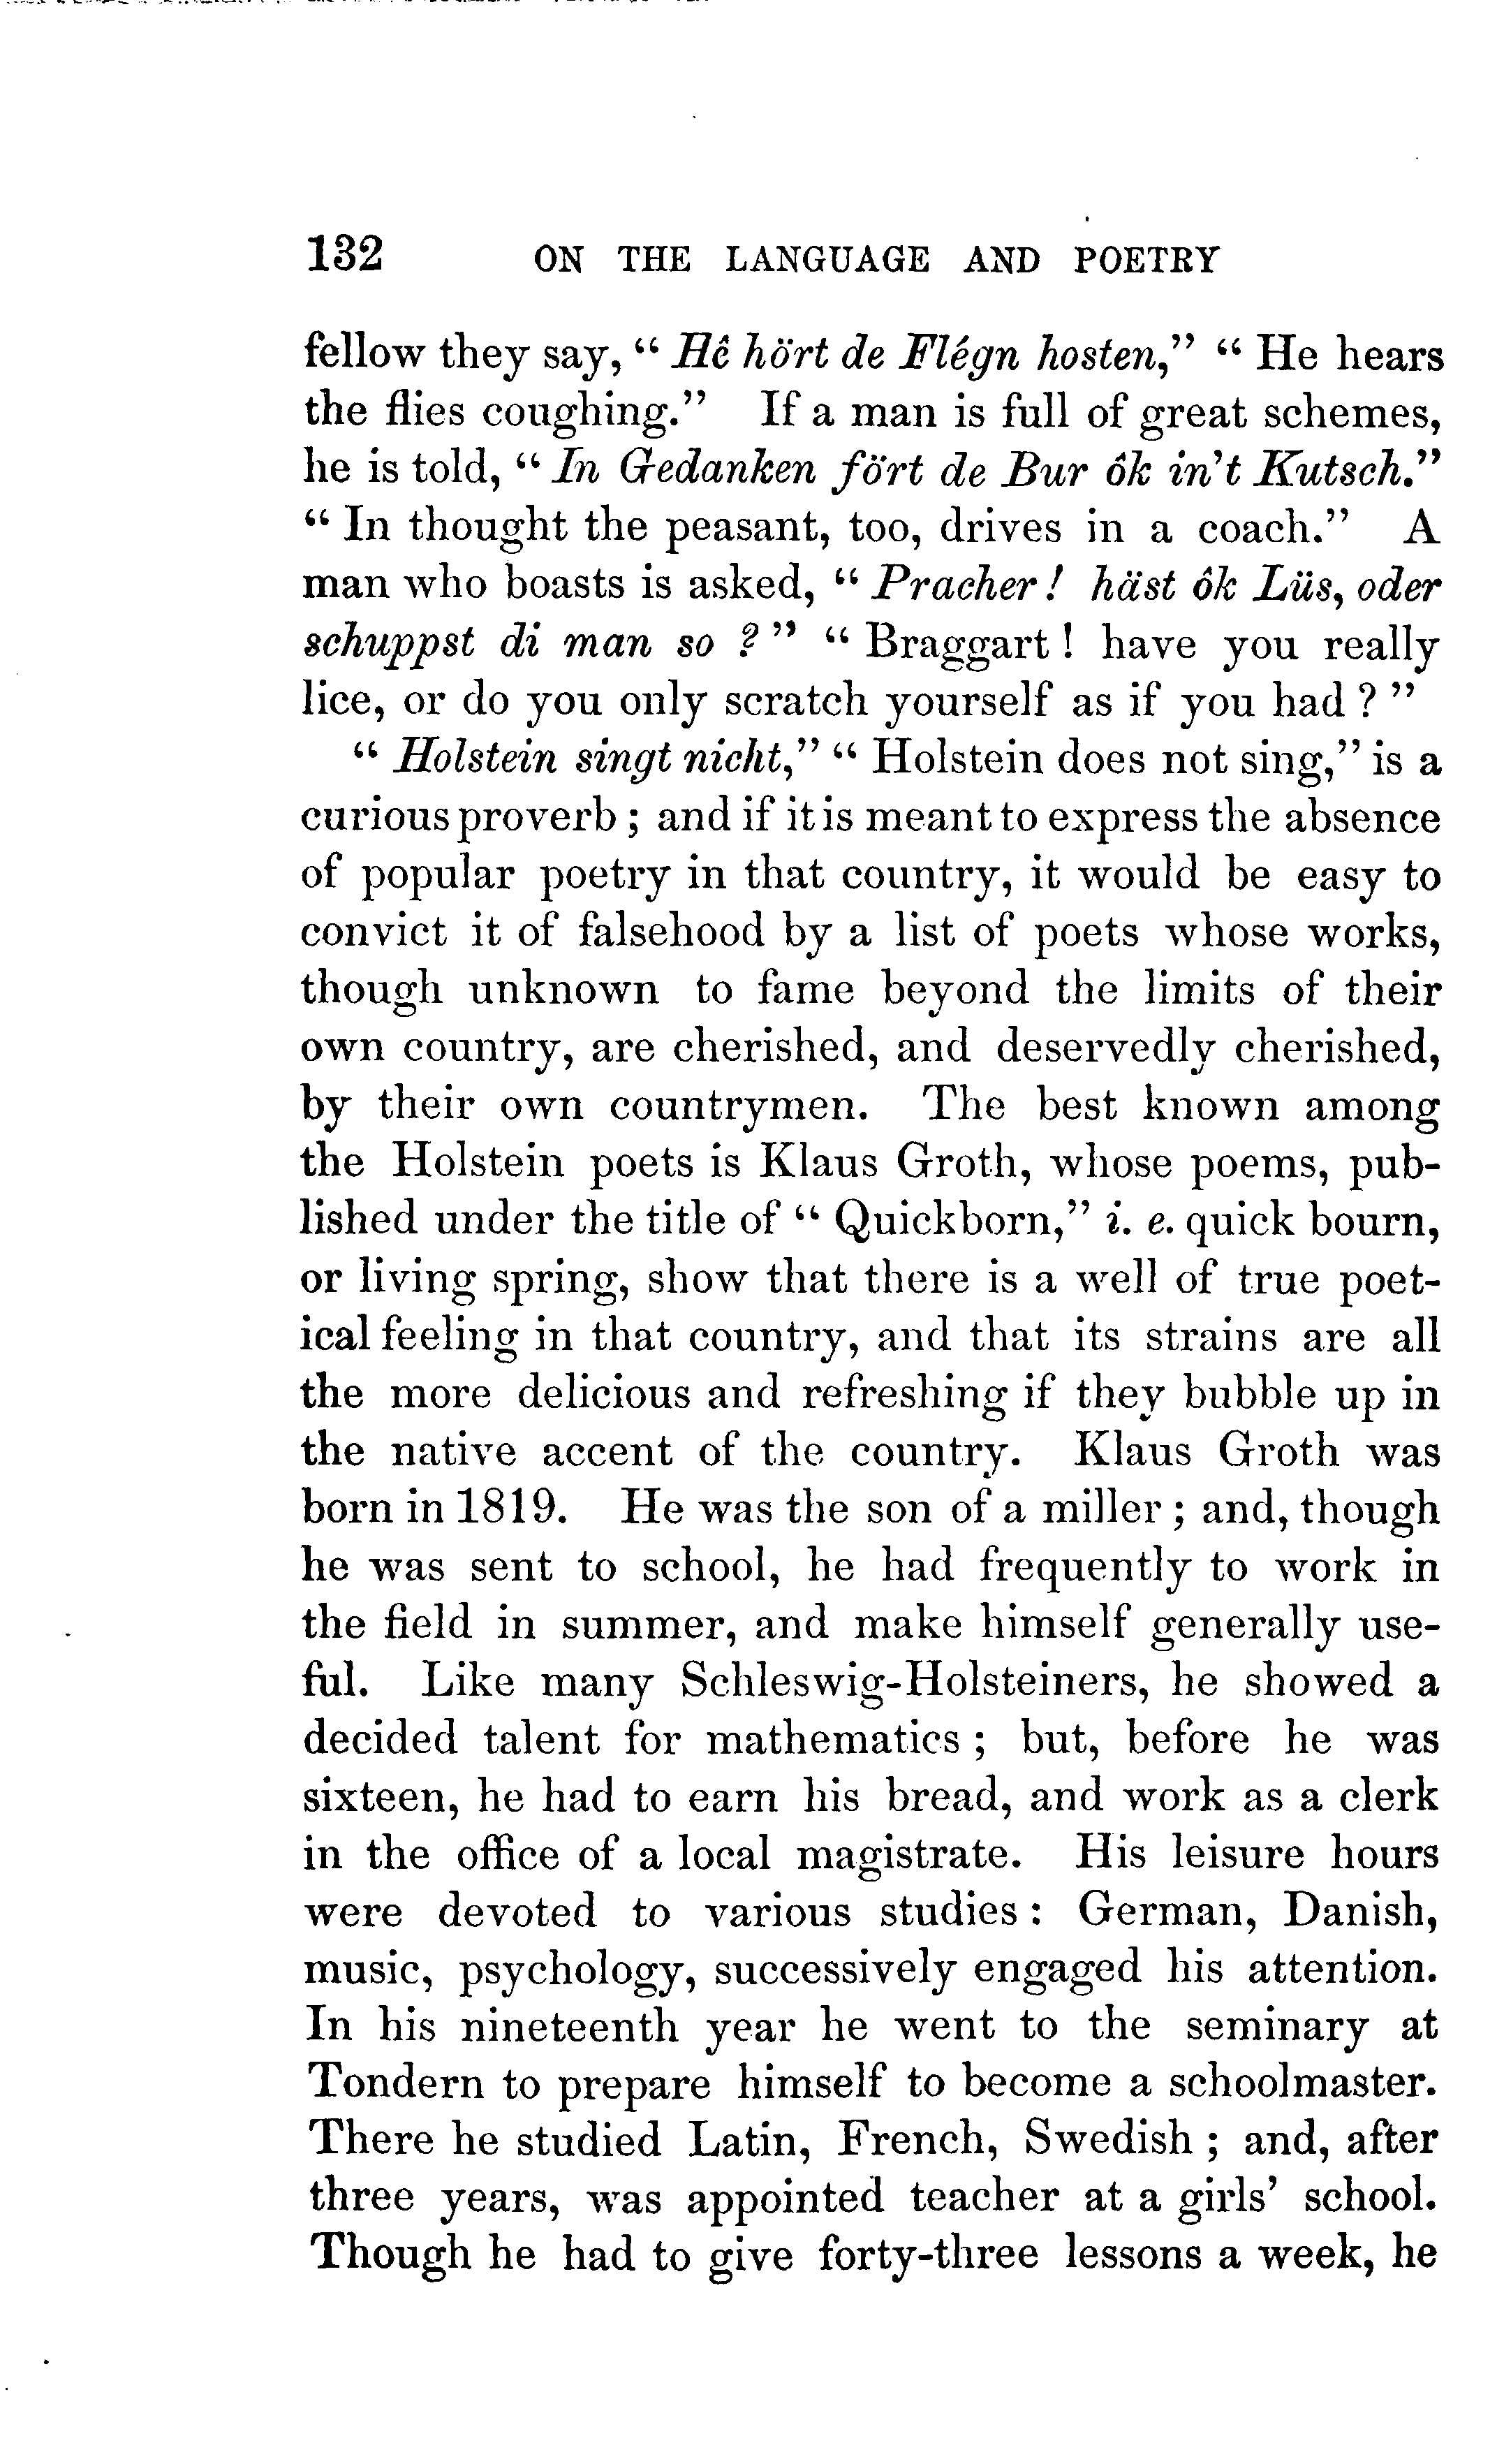 132 ON THE LANGUAGE AND POETRY
fellow they say, “ Hê hört de Flégn hosten,” “ He hears
the flies coughing.” If a man is full of great schemes,
he is told, “ In Gedanken fört de Bur ôk in't Kutsch.”
“ In thought the peasant, too, drives in a coach.” A
man who boasts is asked, “ Pracher ! häst ôk Lüs, oder
schuppst di man so ? ” “ Braggart ! have you really
lice, or do you only scratch yourself as if you had ? ”
“ Holstein singt nicht,” “ Holstein does not sing,” is a
curious proverb ; and if it is meant to express the absence
of popular poetry in that country, it would be easy to
convict it of falsehood by a list of poets whose works,
though unknown to fame beyond the limits of their
own country, are cherished, and deservedly cherished,
by their own countrymen. The best known among
the Holstein poets is Klaus Groth, whose poems, pub-
lished under the title of “ Quickborn,” i. e. quick bourn,
or living spring, show that there is a well of true poet-
ical feeling in that country, and that its strains are all
the more delicious and refreshing if they bubble up in
the native accent of the country. Klaus Groth was
born in 1819. He was the son of a miller ; and, though
he was sent to school, he had frequently to work in
the field in summer, and make himself generally use-
ful. Like many Schleswig-Holsteiners, he showed a
decided talent for mathematics ; but, before he was
sixteen, he had to earn his bread, and work as a clerk
in the office of a local magistrate. His leisure hours
were devoted to various studies : German, Danish,
music, psychology, successively engaged his attention.
In his nineteenth year he went to the seminary at
Tondern to prepare himself to become a schoolmaster.
There he studied Latin, French, Swedish ; and, after
three years, was appointed teacher at a girls’ school.
Though he had to give forty-three lessons a week, he